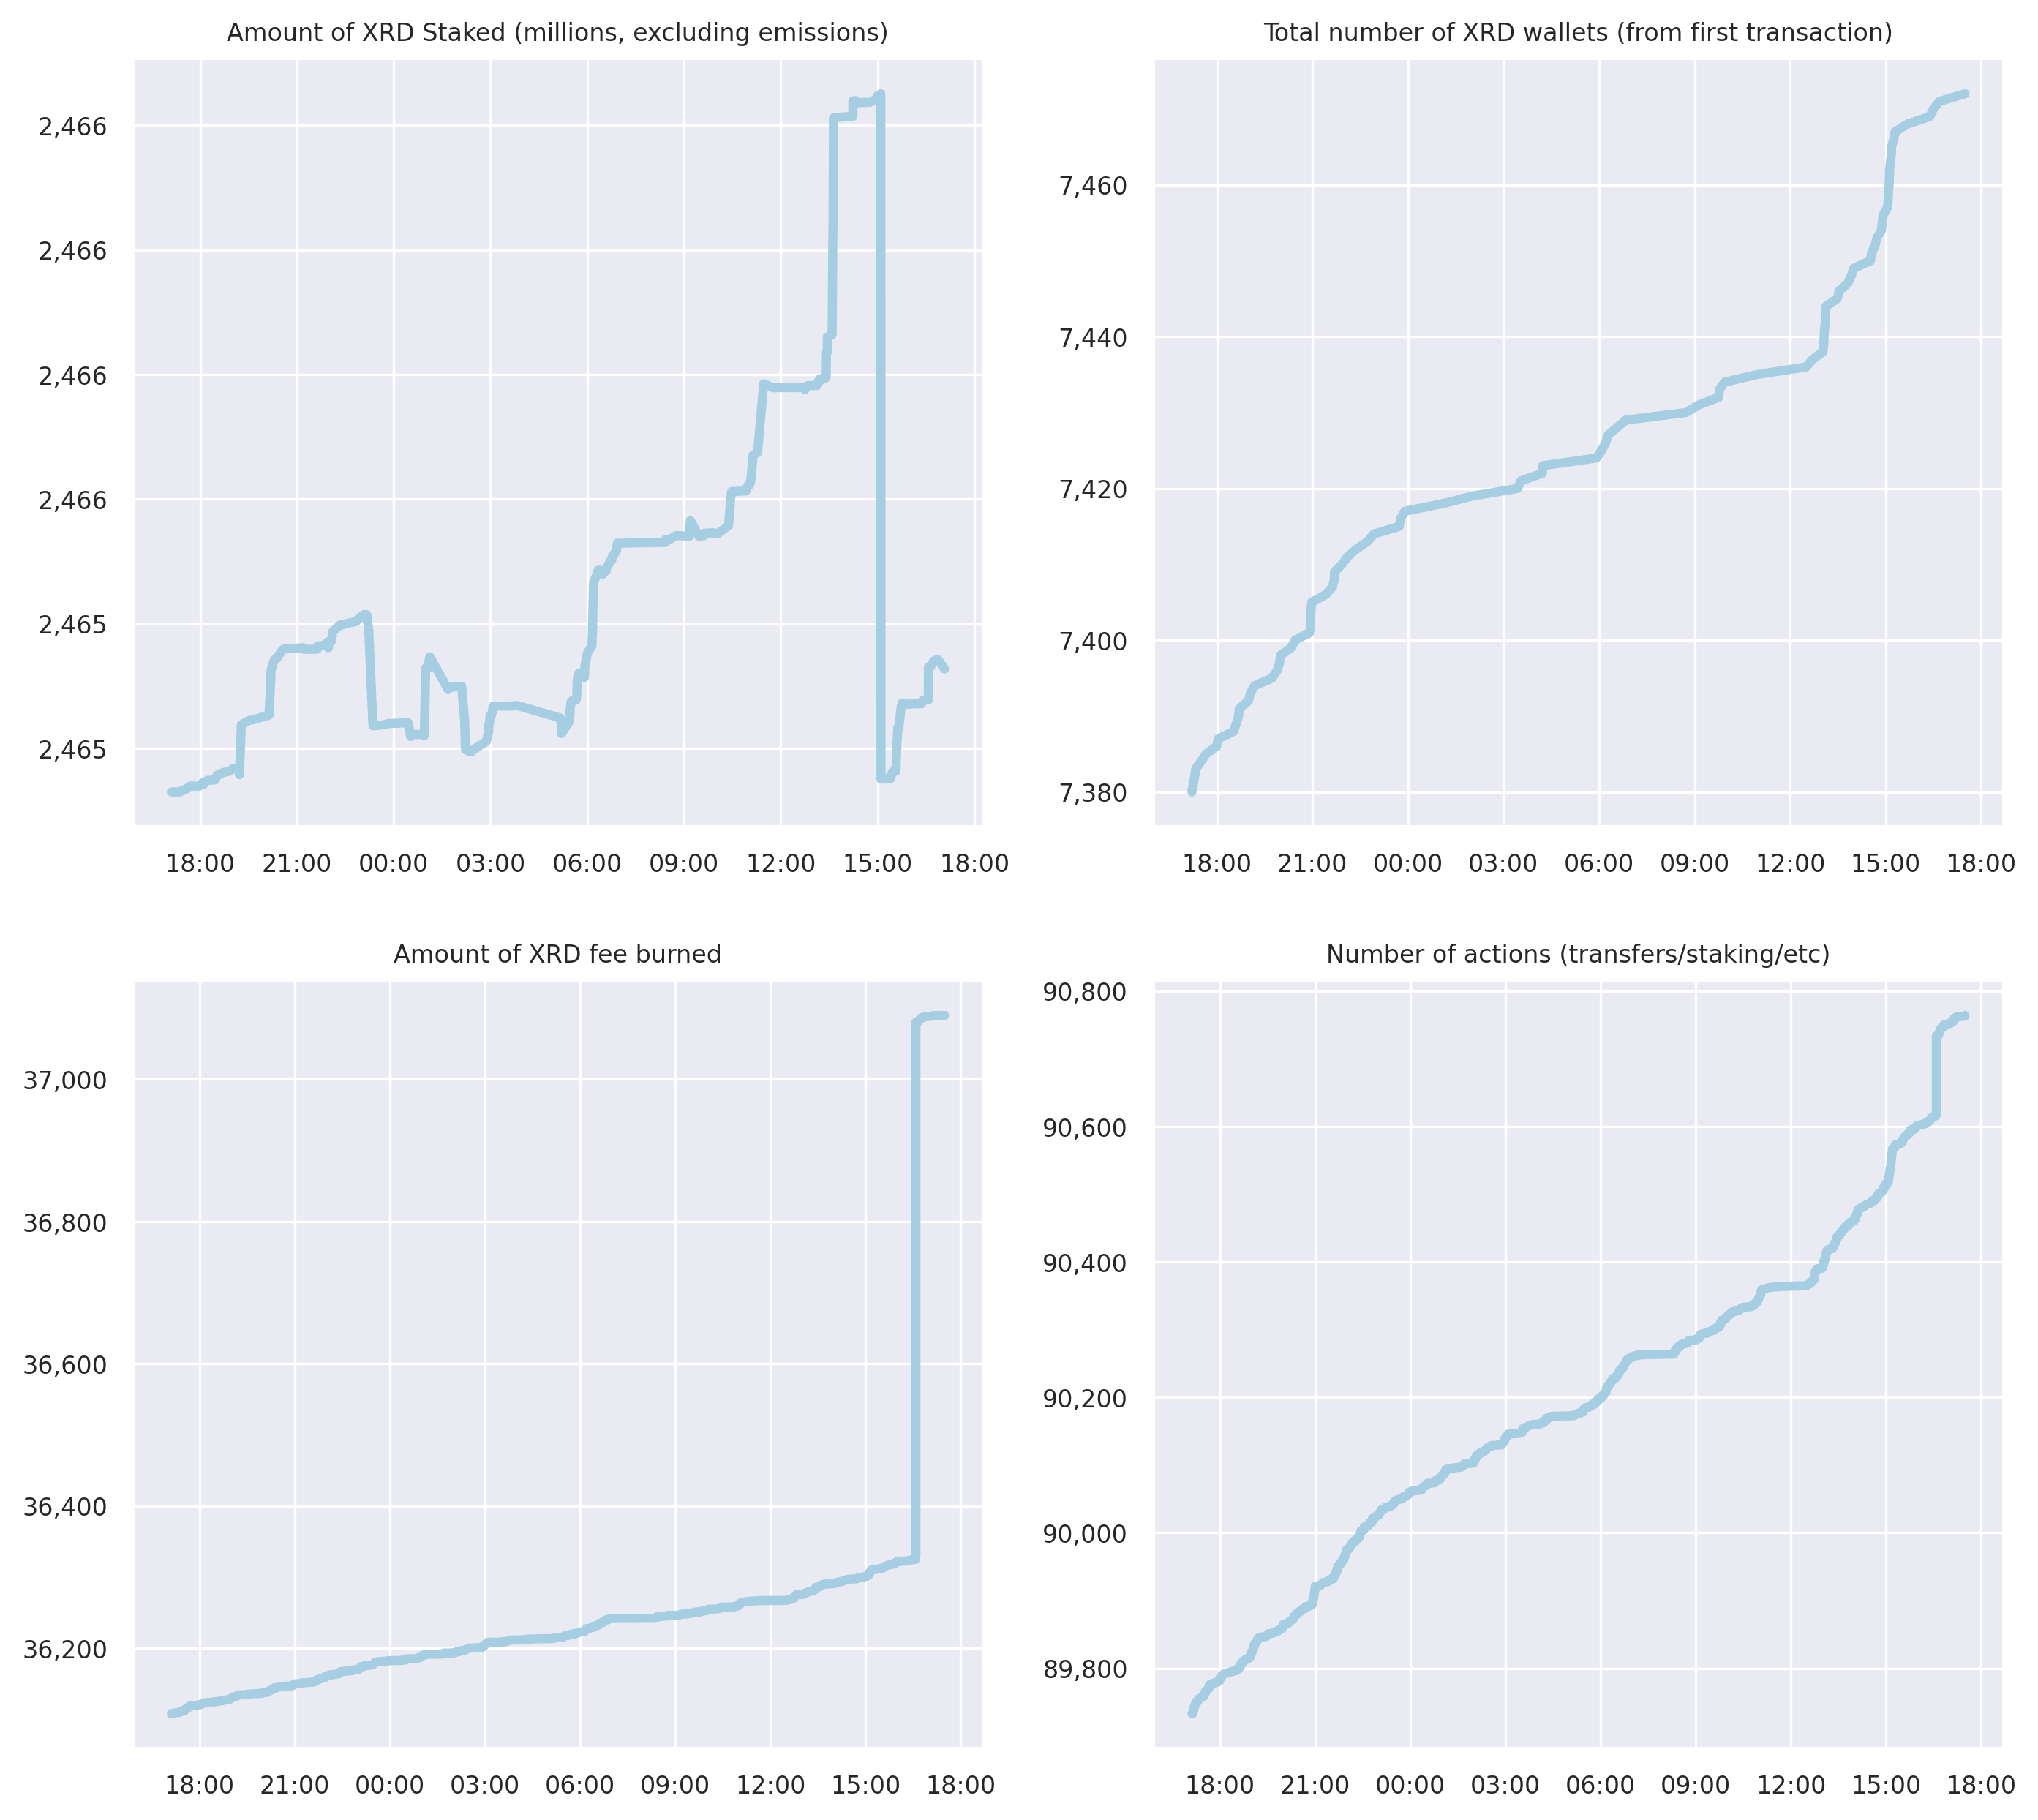 Amount of XRD Staked (millions, excluding emissions)
2,466
2,466
2,466
2,466
2,465
2,465
18:00 21:00 00:00 03:00 06:00 09:00 12:00 15:00 18:00
Total number of XRD wallets (from first transaction)
7,460
7,440
7,420
7,400
7,380
18:00 21:00 00:00 03:00 06:00 09:00 12:00 15:00 18:00
Amount of XRD fee burned
37,000
36,800
36,600
36,400
36,200
18:00 21:00 00:00 03:00 06:00 09:00 12:00 15:00 18:00
Number of actions (transfers/staking/etc)
90,800
90,600
90,400
90,200
90,000
89,800
18:00 21:00 00:00 03:00 06:00 09:00 12:00 15:00 18:00